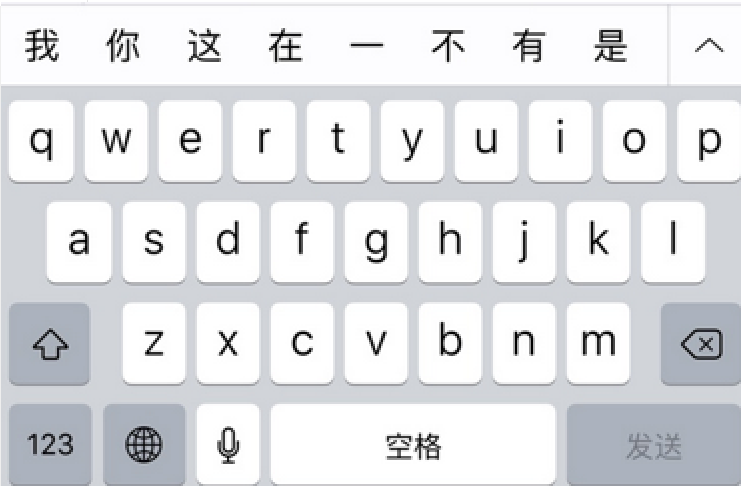 我 你 这 在 一 不 有 是
q w e r t y u i o p
a s d f g h j k l
z x c v b n m
123 空格 发送